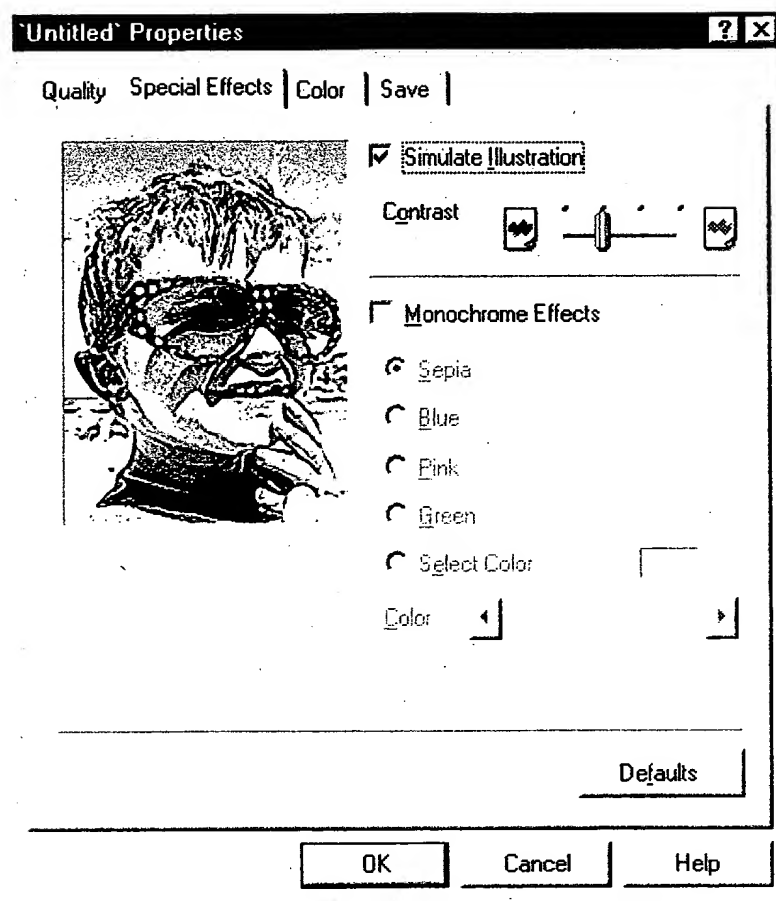 `Untitled` Properties
Quality Special Effects Color Save
Simulate Illustration
Contrast
Monochrome Effects
Sepia
Blue
Pink
Green
Select Color
Color
Defaults
OK Cancel Help